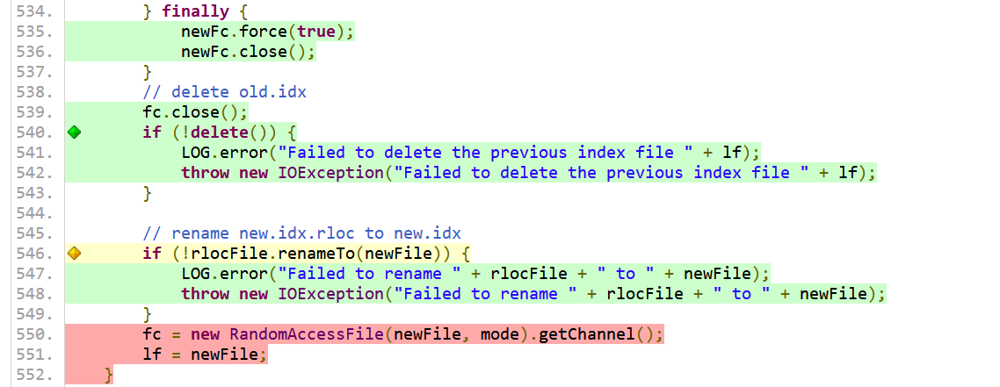 534.         } finally {
535.             newFc.force(true);
536.             newFc.close();
537.         }
538.         // delete old.idx
539.         fc.close();
540.         if (!delete()) {
541.             LOG.error("Failed to delete the previous index file " + lf);
542.             throw new IOException("Failed to delete the previous index file " + lf);
543.         }
544.
545.         // rename new.idx.rloc to new.idx
546.         if (!rlocFile.renameTo(newFile)) {
547.             LOG.error("Failed to rename " + rlocFile + " to " + newFile);
548.             throw new IOException("Failed to rename " + rlocFile + " to " + newFile);
549.         }
550.         fc = new RandomAccessFile(newFile, mode).getChannel();
551.         lf = newFile;
552.     }